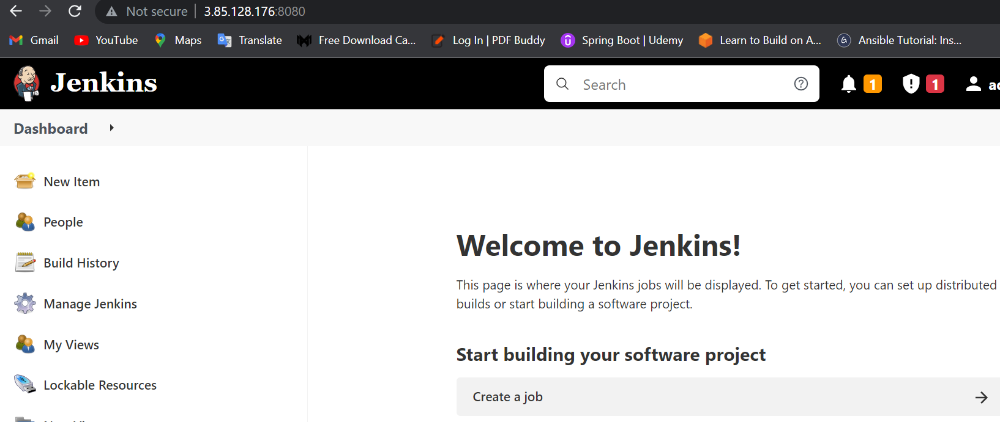 Not secure 3.85.128.176:8080
Gmail YouTube Maps Translate Free Download Ca... Log In | PDF Buddy Spring Boot | Udemy Learn to Build on A... Ansible Tutorial: Ins...
Jenkins Search 1 1
Dashboard
New Item
People
Build History
Manage Jenkins
My Views
Lockable Resources
Welcome to Jenkins!
This page is where your Jenkins jobs will be displayed. To get started, you can set up distributed
builds or start building a software project.
Start building your software project
Create a job